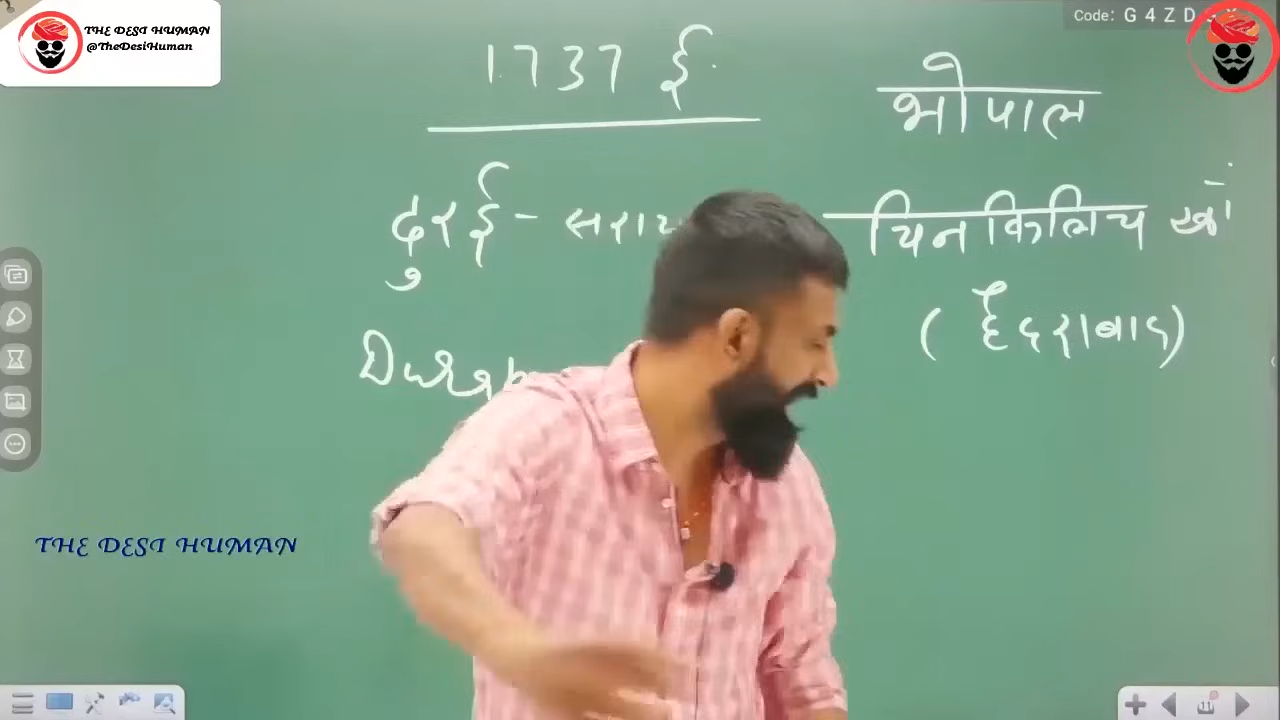 THE DESI HUMAN
@TheDesiHuman
Code: G 4 Z D
1737 ई.
भोपाल
दुरई - सराय
चिनकिलिच खाँ
(हैदराबाद)
THE DESI HUMAN